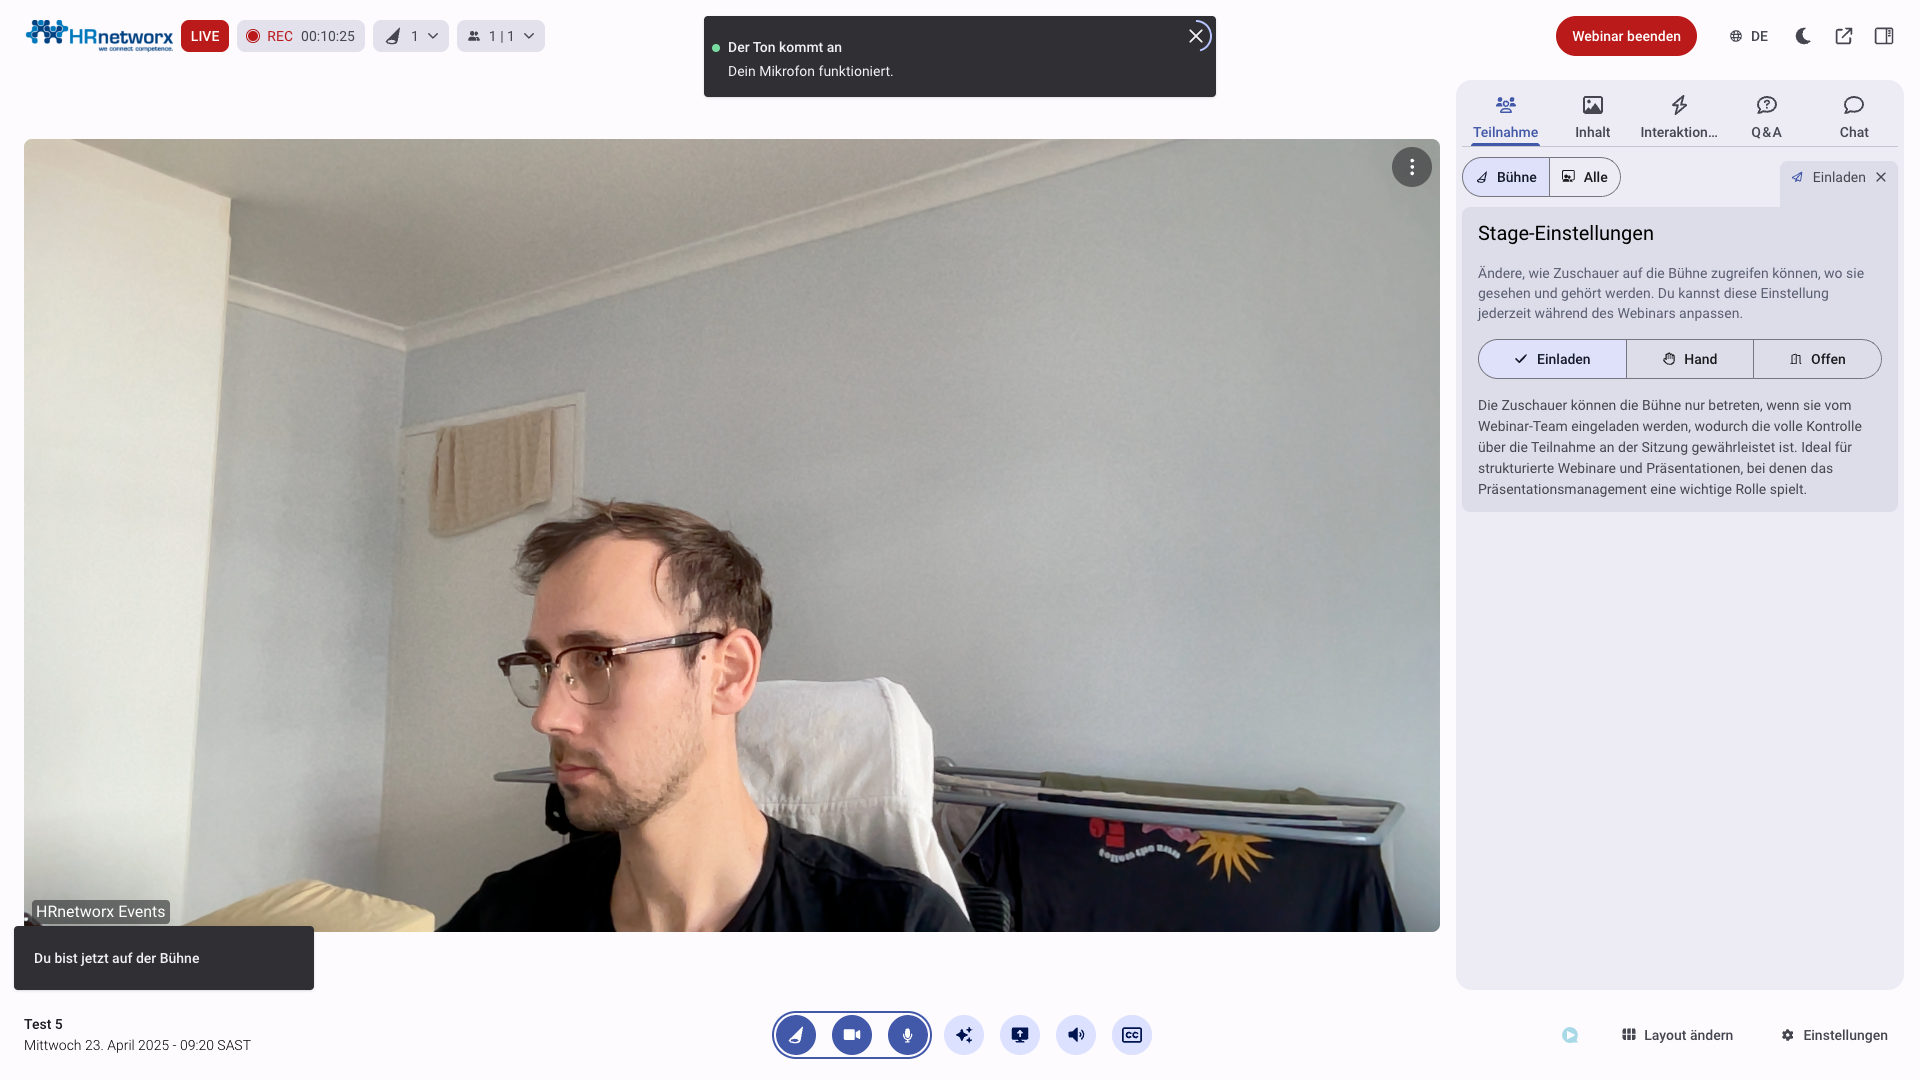 HRnetworx
we connect competence.
LIVE
REC 00:10:25
1
1 | 1
Der Ton kommt an
Dein Mikrofon funktioniert.
Webinar beenden
DE
Teilnahme
Inhalt
Interaktion...
Q&A
Chat
Bühne
Alle
Einladen
Stage-Einstellungen
Ändere, wie Zuschauer auf die Bühne zugreifen können, wo sie
gesehen und gehört werden. Du kannst diese Einstellung
jederzeit während des Webinars anpassen.
Einladen
Hand
Offen
Die Zuschauer können die Bühne nur betreten, wenn sie vom
Webinar-Team eingeladen werden, wodurch die volle Kontrolle
über die Teilnahme an der Sitzung gewährleistet ist. Ideal für
strukturierte Webinare und Präsentationen, bei denen das
Präsentationsmanagement eine wichtige Rolle spielt.
HRnetworx Events
Du bist jetzt auf der Bühne
Test 5
Mittwoch 23. April 2025 - 09:20 SAST
CC
Layout ändern
Einstellungen